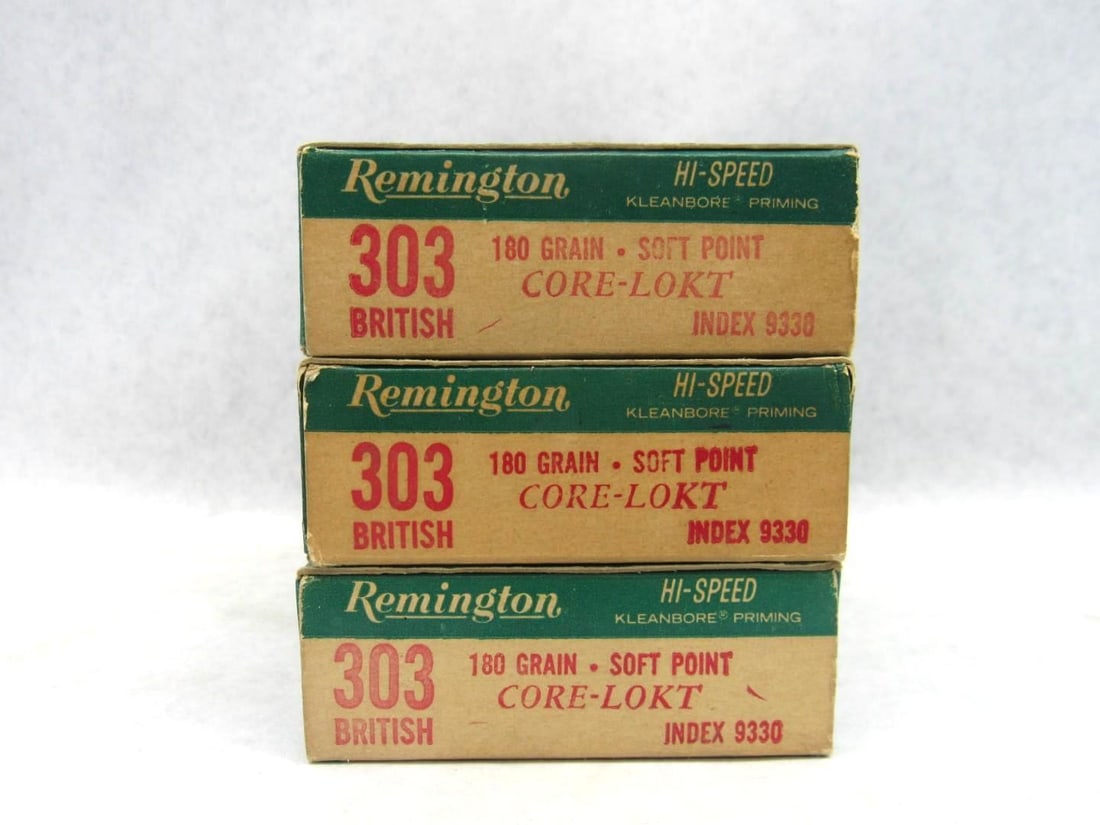 Remington HI-SPEED
KLEANBORE® PRIMING
303 180 GRAIN • SOFT POINT
CORE-LOKT
BRITISH INDEX 9330
Remington HI-SPEED
KLEANBORE® PRIMING
303 180 GRAIN • SOFT POINT
CORE-LOKT
BRITISH INDEX 9330
Remington HI-SPEED
KLEANBORE® PRIMING
303 180 GRAIN • SOFT POINT
CORE-LOKT
BRITISH INDEX 9330